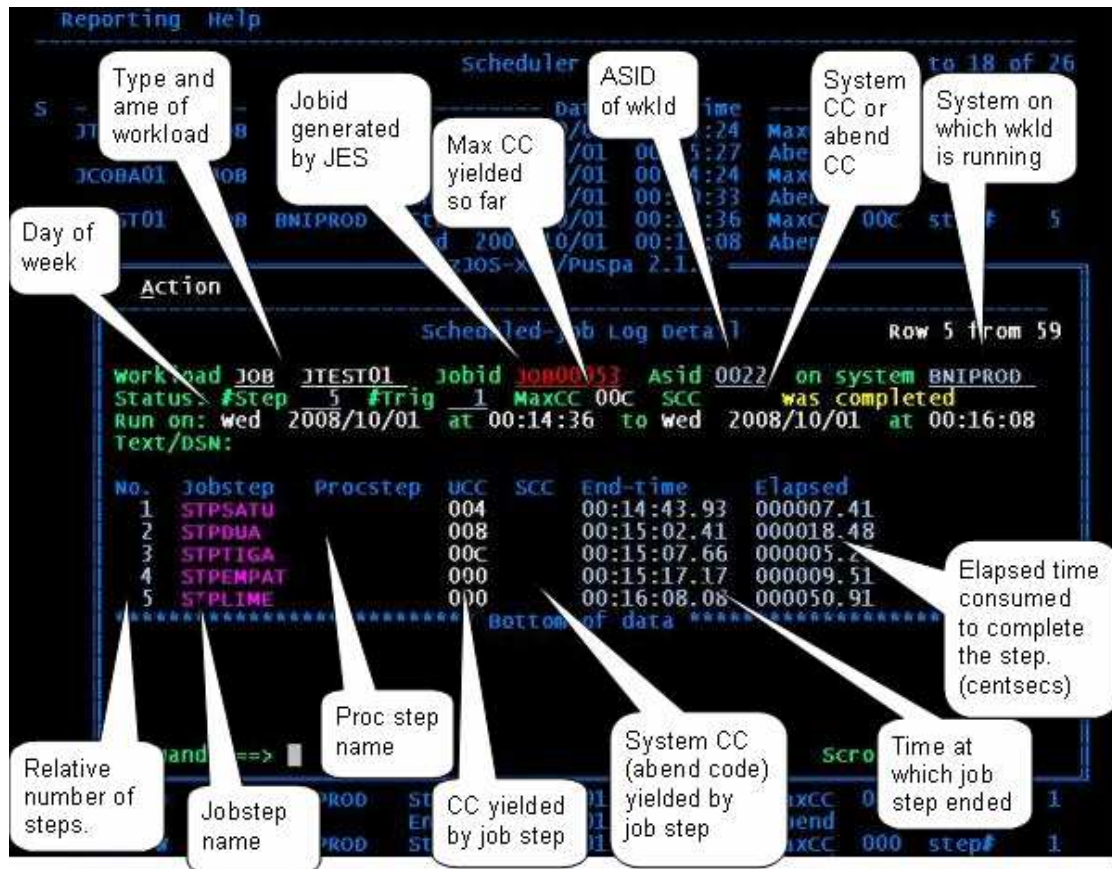 Reporting Help
Scheduler
to 18 of 26
Type and
ame of
workload
Jobid
generated
by JES
Max CC
yielded
so far
ASID
of wkld
System
CC or
abend
CC
System on
which wkld
is running
Day of
week
S
JCOBA01
BNIPROD
MaxCC 00C step# 5
00:16:08
/Puspa 2.1.
Action
Scheduled-job Log Detail Row 5 from 59
Workload JOB JTEST01 Jobid JOB00053 Asid 0022 on system BNIPROD
Status: #Step 5 #Trig 1 MaxCC 00C SCC was completed
Run on: Wed 2008/10/01 at 00:14:36 to Wed 2008/10/01 at 00:16:08
Text/DSN:
No. Jobstep Procstep UCC SCC End-time Elapsed
1 STPSATU 004 00:14:43.93 000007.41
2 STPDUA 008 00:15:02.41 000018.48
3 STPTIGA 00C 00:15:07.66 000005.2
4 STPEMPAT 000 00:15:17.17 000009.51
5 STPLIME 000 00:16:08.08 000050.91
Bottom of data
Elapsed time
consumed
to complete
the step.
(centsecs)
Proc step
name
System CC
(abend code)
yielded by
job step
Time at
which job
step ended
Relative
number of
steps.
Jobstep
name
CC yielded
by job step
and ==>
Scro
PROD
1
PROD
MaxCC 000 step# 1